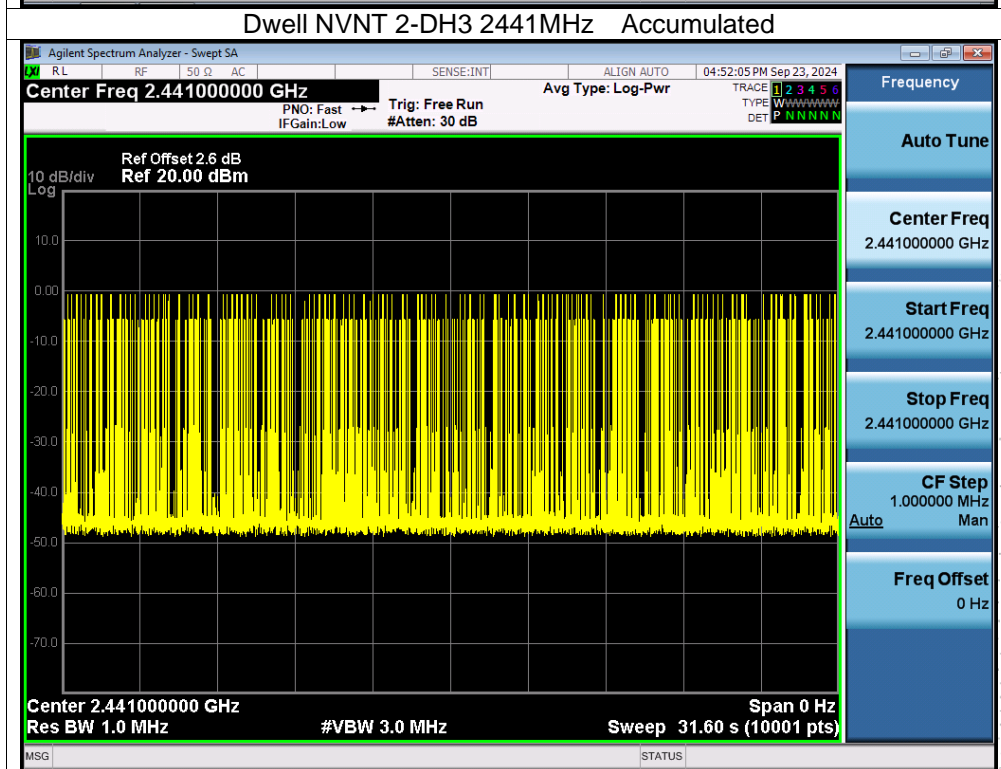 Dwell NVNT 2-DH3 2441MHz Accumulated
Agilent Spectrum Analyzer - Swept SA
LXI RL RF 50 Ω AC SENSE:INT ALIGN AUTO 04:52:05 PM Sep 23, 2024
Center Freq 2.441000000 GHz
PNO: Fast
IFGain:Low
Trig: Free Run
#Atten: 30 dB
Avg Type: Log-Pwr
TRACE 1 2 3 4 5 6
TYPE WWWWWWW
DET P N N N N N
Ref Offset 2.6 dB
10 dB/div Ref 20.00 dBm
Log
10.0
0.00
-10.0
-20.0
-30.0
-40.0
-50.0
-60.0
-70.0
Center 2.441000000 GHz Span 0 Hz
Res BW 1.0 MHz #VBW 3.0 MHz Sweep 31.60 s (10001 pts)
MSG STATUS
Frequency
Auto Tune
Center Freq
2.441000000 GHz
Start Freq
2.441000000 GHz
Stop Freq
2.441000000 GHz
CF Step
1.000000 MHz
Auto Man
Freq Offset
0 Hz